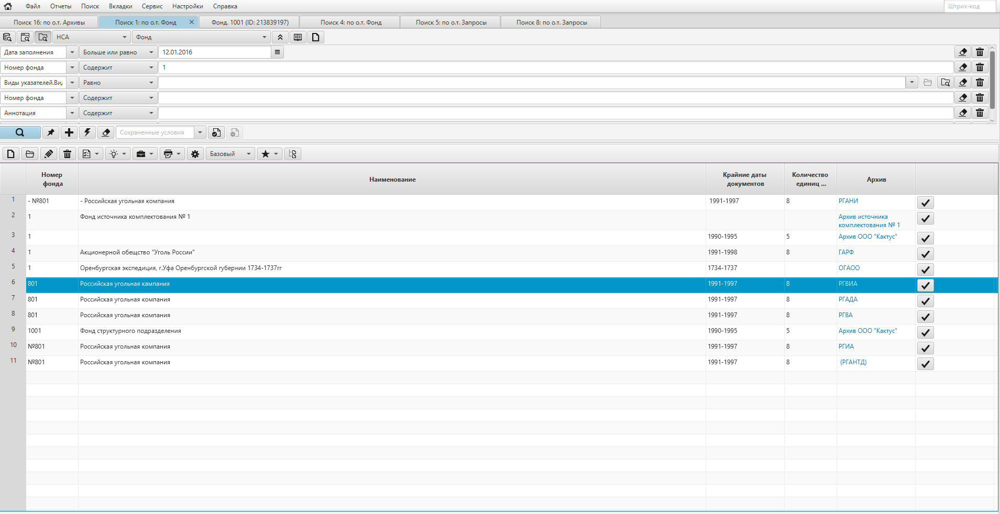 Файл Отчеты Поиск Вкладки Сервис Настройки Справка Штрих-код
Поиск 16: по о.т. Архивы Поиск 1: по о.т. Фонд Фонд. 1001 (ID: 213839197) Поиск 4: по о.т. Фонд Поиск 5: по о.т. Запросы Поиск 8: по о.т. Запросы
НСА Фонд
Дата заполнения Больше или равно 12.01.2016
Номер фонда Содержит 1
Виды указателей.Ви Равно
Номер фонда Содержит
Аннотация Содержит
Сохраненные условия
Базовый
Номер фонда Наименование Крайние даты документов Количество единиц ... Архив
1 - №801 - Российская угольная компания 1991-1997 8 РГАНИ
2 1 Фонд источника комплектования № 1 Архив источника
комплектования № 1
3 1 1990-1995 5 Архив ООО "Кактус"
4 1 Акционерной обещство "Уголь России" 1991-1998 8 ГАРФ
5 1 Оренбургская экспедиция, г.Уфа Оренбургской губернии 1734-1737гг 1734-1737 ОГАОО
6 801 Российская угольная кампания 1991-1997 8 РГВИА
7 801 Российская угольная компания 1991-1997 8 РГАДА
8 801 Российская угольная компания 1991-1997 8 РГВА
9 1001 Фонд структурного подразделения 1990-1995 5 Архив ООО "Кактус"
10 №801 Российская угольная компания 1991-1997 8 РГИА
11 №801 Российская угольная компания 1991-1997 8 (РГАНТД)